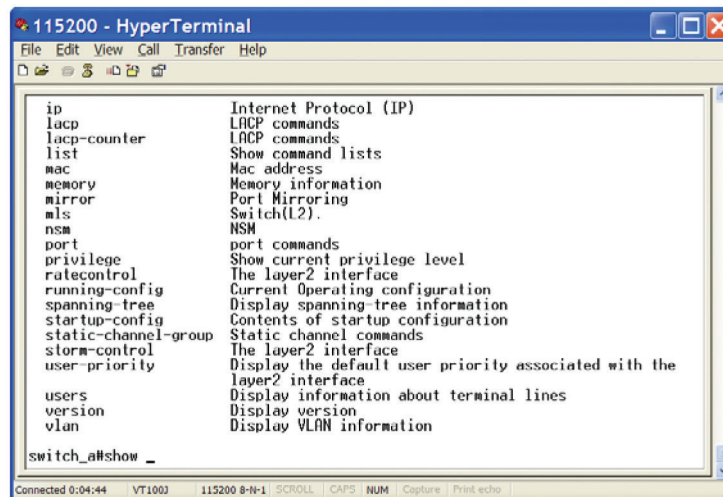 115200 - HyperTerminal
File Edit View Call Transfer Help
ip Internet Protocol (IP)
lacp LACP commands
lacp-counter LACP commands
list Show command lists
mac Mac address
memory Memory information
mirror Port Mirroring
mls Switch(L2).
nsm NSM
port port commands
privilege Show current privilege level
ratecontrol The layer2 interface
running-config Current Operating configuration
spanning-tree Display spanning-tree information
startup-config Contents of startup configuration
static-channel-group Static channel commands
storm-control The layer2 interface
user-priority Display the default user priority associated with the
layer2 interface
users Display information about terminal lines
version Display version
vlan Display VLAN information
switch_a#show _
Connected 0:04:44 VT100J 115200 8-N-1 SCROLL CAPS NUM Capture Print echo